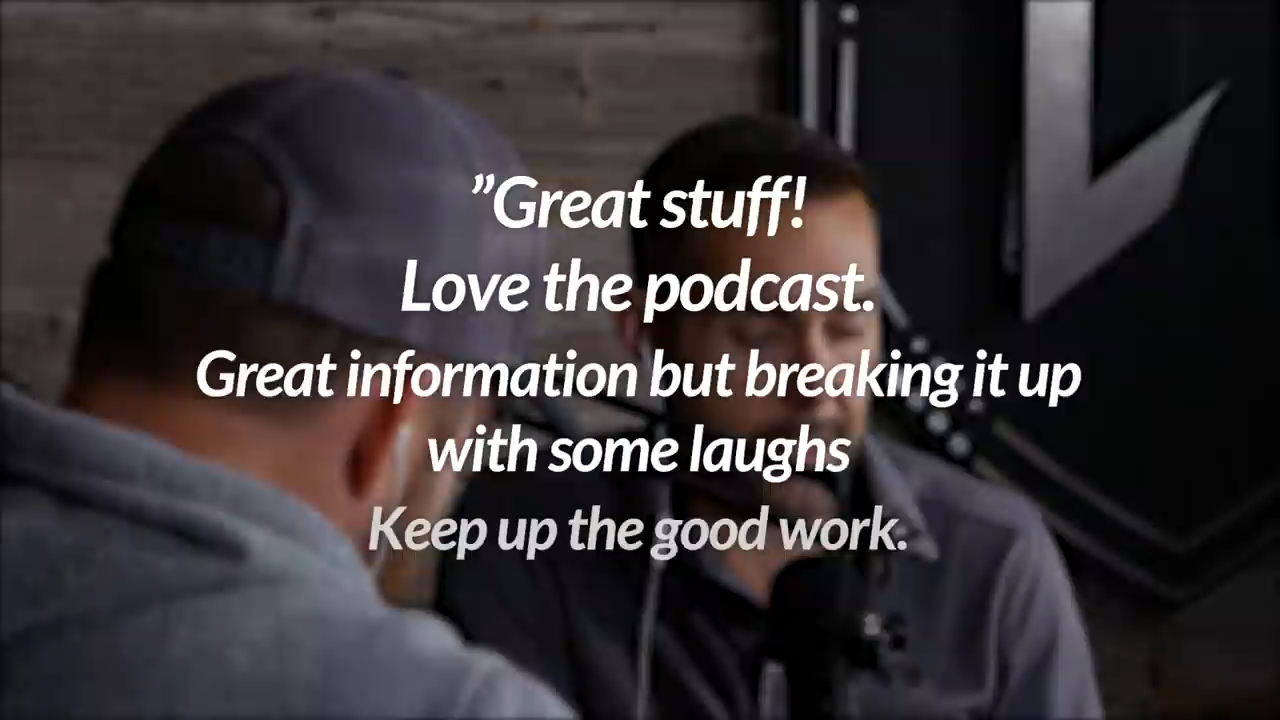 ”Great stuff!
Love the podcast.
Great information but breaking it up
with some laughs
Keep up the good work.